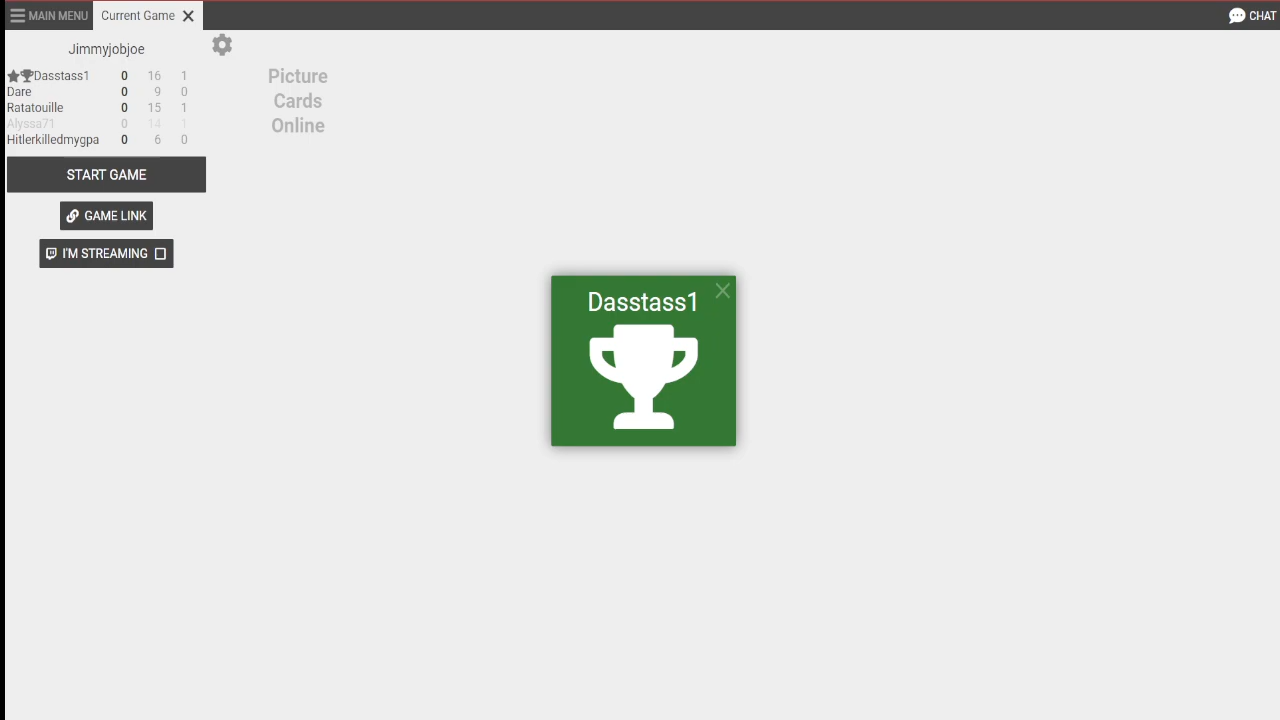 MAIN MENU
Current Game
CHAT
Jimmyjobjoe
Dasstass1 0 16 1
Dare 0 9 0
Ratatouille 0 15 1
Alyssa71 0 14 1
Hitlerkilledmygpa 0 6 0
START GAME
GAME LINK
I'M STREAMING
Picture
Cards
Online
Dasstass1